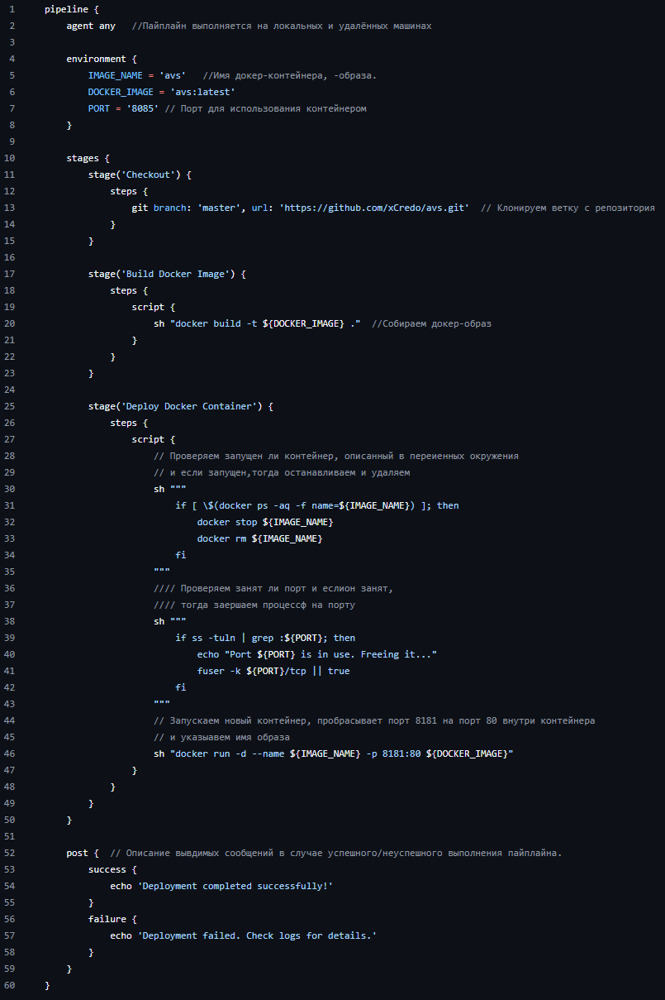 1 pipeline {
2 agent any //Пайплайн выполняется на локальных и удалённых машинах
3
4 environment {
5 IMAGE_NAME = 'avs' //Имя докер-контейнера, -образа.
6 DOCKER_IMAGE = 'avs:latest'
7 PORT = '8085' // Порт для использования контейнером
8 }
9
10 stages {
11 stage('Checkout') {
12 steps {
13 git branch: 'master', url: 'https://github.com/xCredo/avs.git' // Клонируем ветку с репозитория
14 }
15 }
16
17 stage('Build Docker Image') {
18 steps {
19 script {
20 sh "docker build -t ${DOCKER_IMAGE} ." //Собираем докер-образ
21 }
22 }
23 }
24
25 stage('Deploy Docker Container') {
26 steps {
27 script {
28 // Проверяем запущен ли контейнер, описанный в переиенных окружения
29 // и если запущен,тогда останавливаем и удаляем
30 sh """
31 if [ \$(docker ps -aq -f name=${IMAGE_NAME}) ]; then
32 docker stop ${IMAGE_NAME}
33 docker rm ${IMAGE_NAME}
34 fi
35 """
36 //// Проверяем занят ли порт и еслион занят,
37 //// тогда заершаем процессф на порту
38 sh """
39 if ss -tuln | grep :${PORT}; then
40 echo "Port ${PORT} is in use. Freeing it..."
41 fuser -k ${PORT}/tcp || true
42 fi
43 """
44 // Запускаем новый контейнер, пробрасывает порт 8181 на порт 80 внутри контейнера
45 // и указыавем имя образа
46 sh "docker run -d --name ${IMAGE_NAME} -p 8181:80 ${DOCKER_IMAGE}"
47 }
48 }
49 }
50 }
51
52 post { // Описание вывдимых сообщений в случае успешного/неуспешного выполнения пайплайна.
53 success {
54 echo 'Deployment completed successfully!'
55 }
56 failure {
57 echo 'Deployment failed. Check logs for details.'
58 }
59 }
60 }